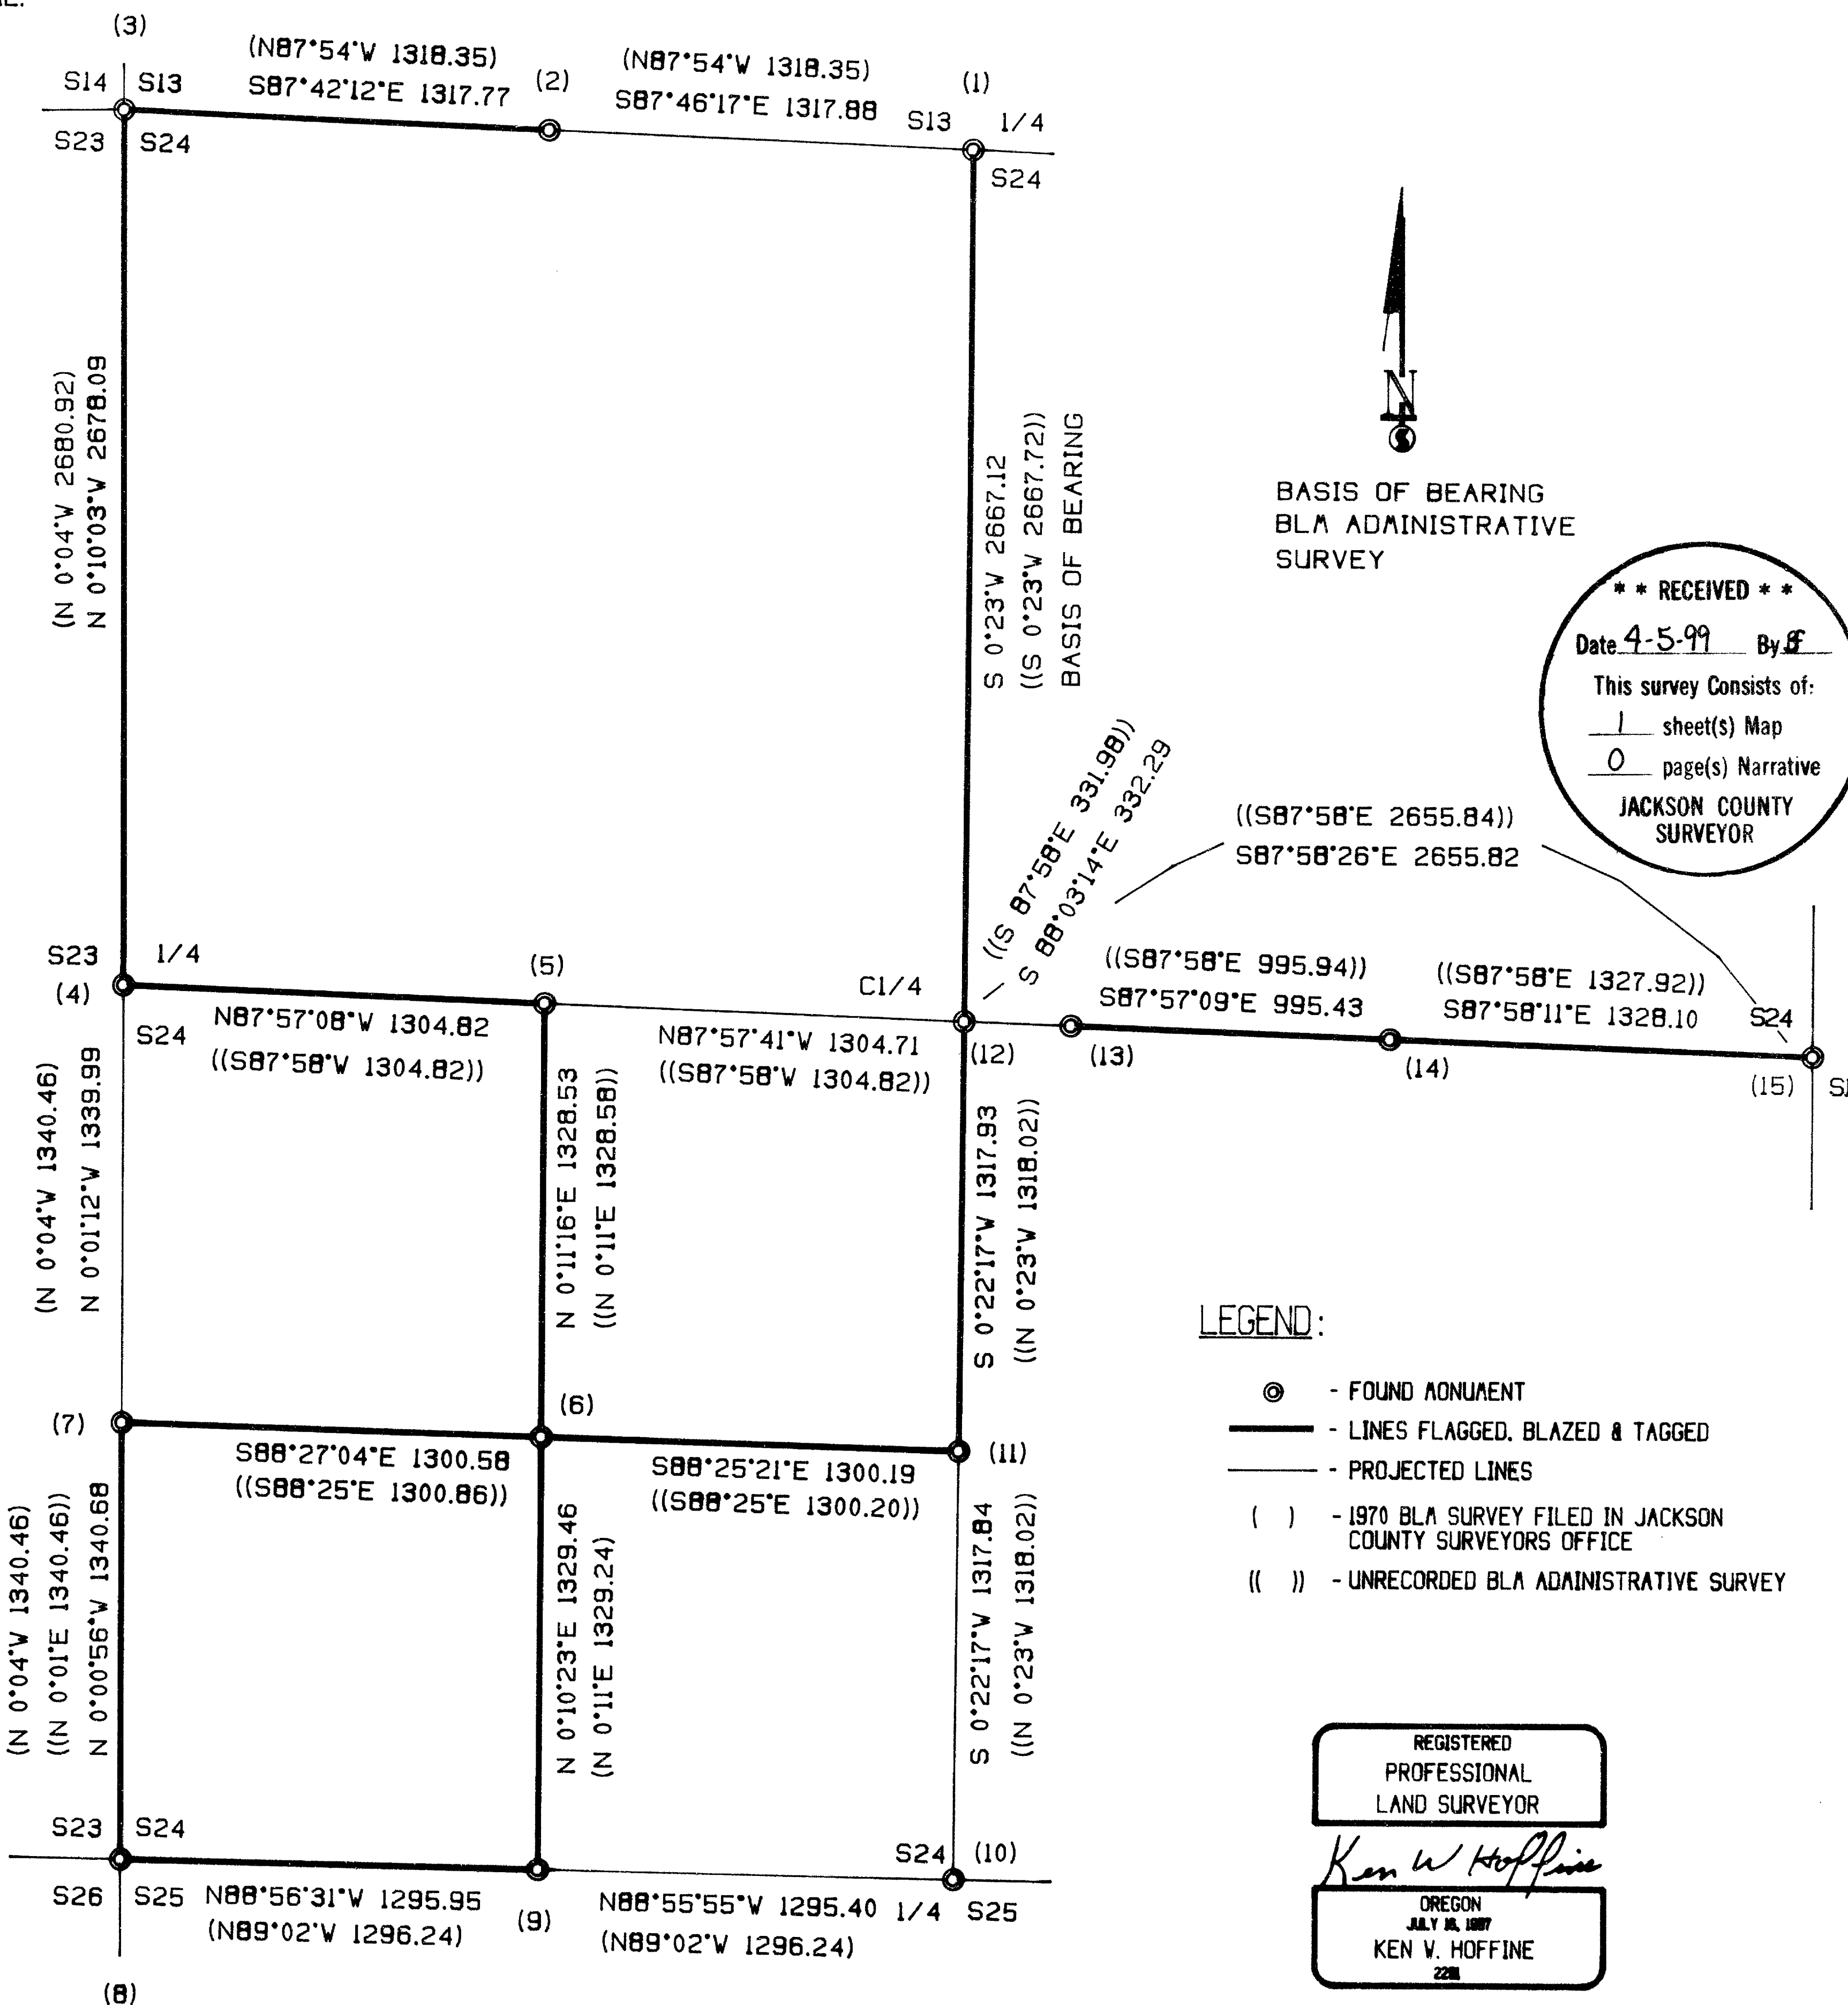 (3)
(N87°54'W 1318.35)
S87°42'12"E 1317.77
(2)
(N87°54'W 1318.35)
S87°46'17"E 1317.88
(1)
S14 S13
S23 S24
S13 1/4
S24
(N 0°04'W 2680.92)
N 0°10'03"W 2678.09
S 0°23'W 2667.12
((S 0°23'W 2667.72))
BASIS OF BEARING
N
S
BASIS OF BEARING
BLM ADMINISTRATIVE
SURVEY
* * RECEIVED * *
Date 4-5-99 By
This survey Consists of:
1 sheet(s) Map
0 page(s) Narrative
JACKSON COUNTY
SURVEYOR
((S 87°58'E 331.98))
S 88°03'14"E 332.29
((S87°58'E 2655.84))
S87°58'26"E 2655.82
S23 1/4
(4)
S24
(5)
C1/4
N87°57'08"W 1304.82
((S87°58'W 1304.82))
N87°57'41"W 1304.71
((S87°58'W 1304.82))
(12)
((S87°58'E 995.94))
S87°57'09"E 995.43
(13)
((S87°58'E 1327.92))
S87°58'11"E 1328.10
(14)
S24
(15)
(N 0°04'W 1340.46)
N 0°01'12"W 1339.99
N 0°11'16"E 1328.53
((N 0°11'E 1328.58))
S 0°22'17"W 1317.93
((N 0°23'W 1318.02))
(7)
(6)
(11)
S88°27'04"E 1300.58
((S88°25'E 1300.86))
S88°25'21"E 1300.19
((S88°25'E 1300.20))
LEGEND:
- FOUND MONUMENT
- LINES FLAGGED, BLAZED & TAGGED
- PROJECTED LINES
( ) - 1970 BLM SURVEY FILED IN JACKSON
COUNTY SURVEYORS OFFICE
(( )) - UNRECORDED BLM ADMINISTRATIVE SURVEY
(N 0°04'W 1340.46)
((N 0°01'E 1340.46))
N 0°00'56"W 1340.68
N 0°10'23"E 1329.46
(N 0°11'E 1329.24)
S 0°22'17"W 1317.84
((N 0°23'W 1318.02))
S23 S24
S26 S25
N88°56'31"W 1295.95
(N89°02'W 1296.24)
(9)
N88°55'55"W 1295.40
(N89°02'W 1296.24)
S24 (10)
1/4 S25
(8)
REGISTERED
PROFESSIONAL
LAND SURVEYOR
Ken W Hoffine
OREGON
JULY 16, 1987
KEN W. HOFFINE